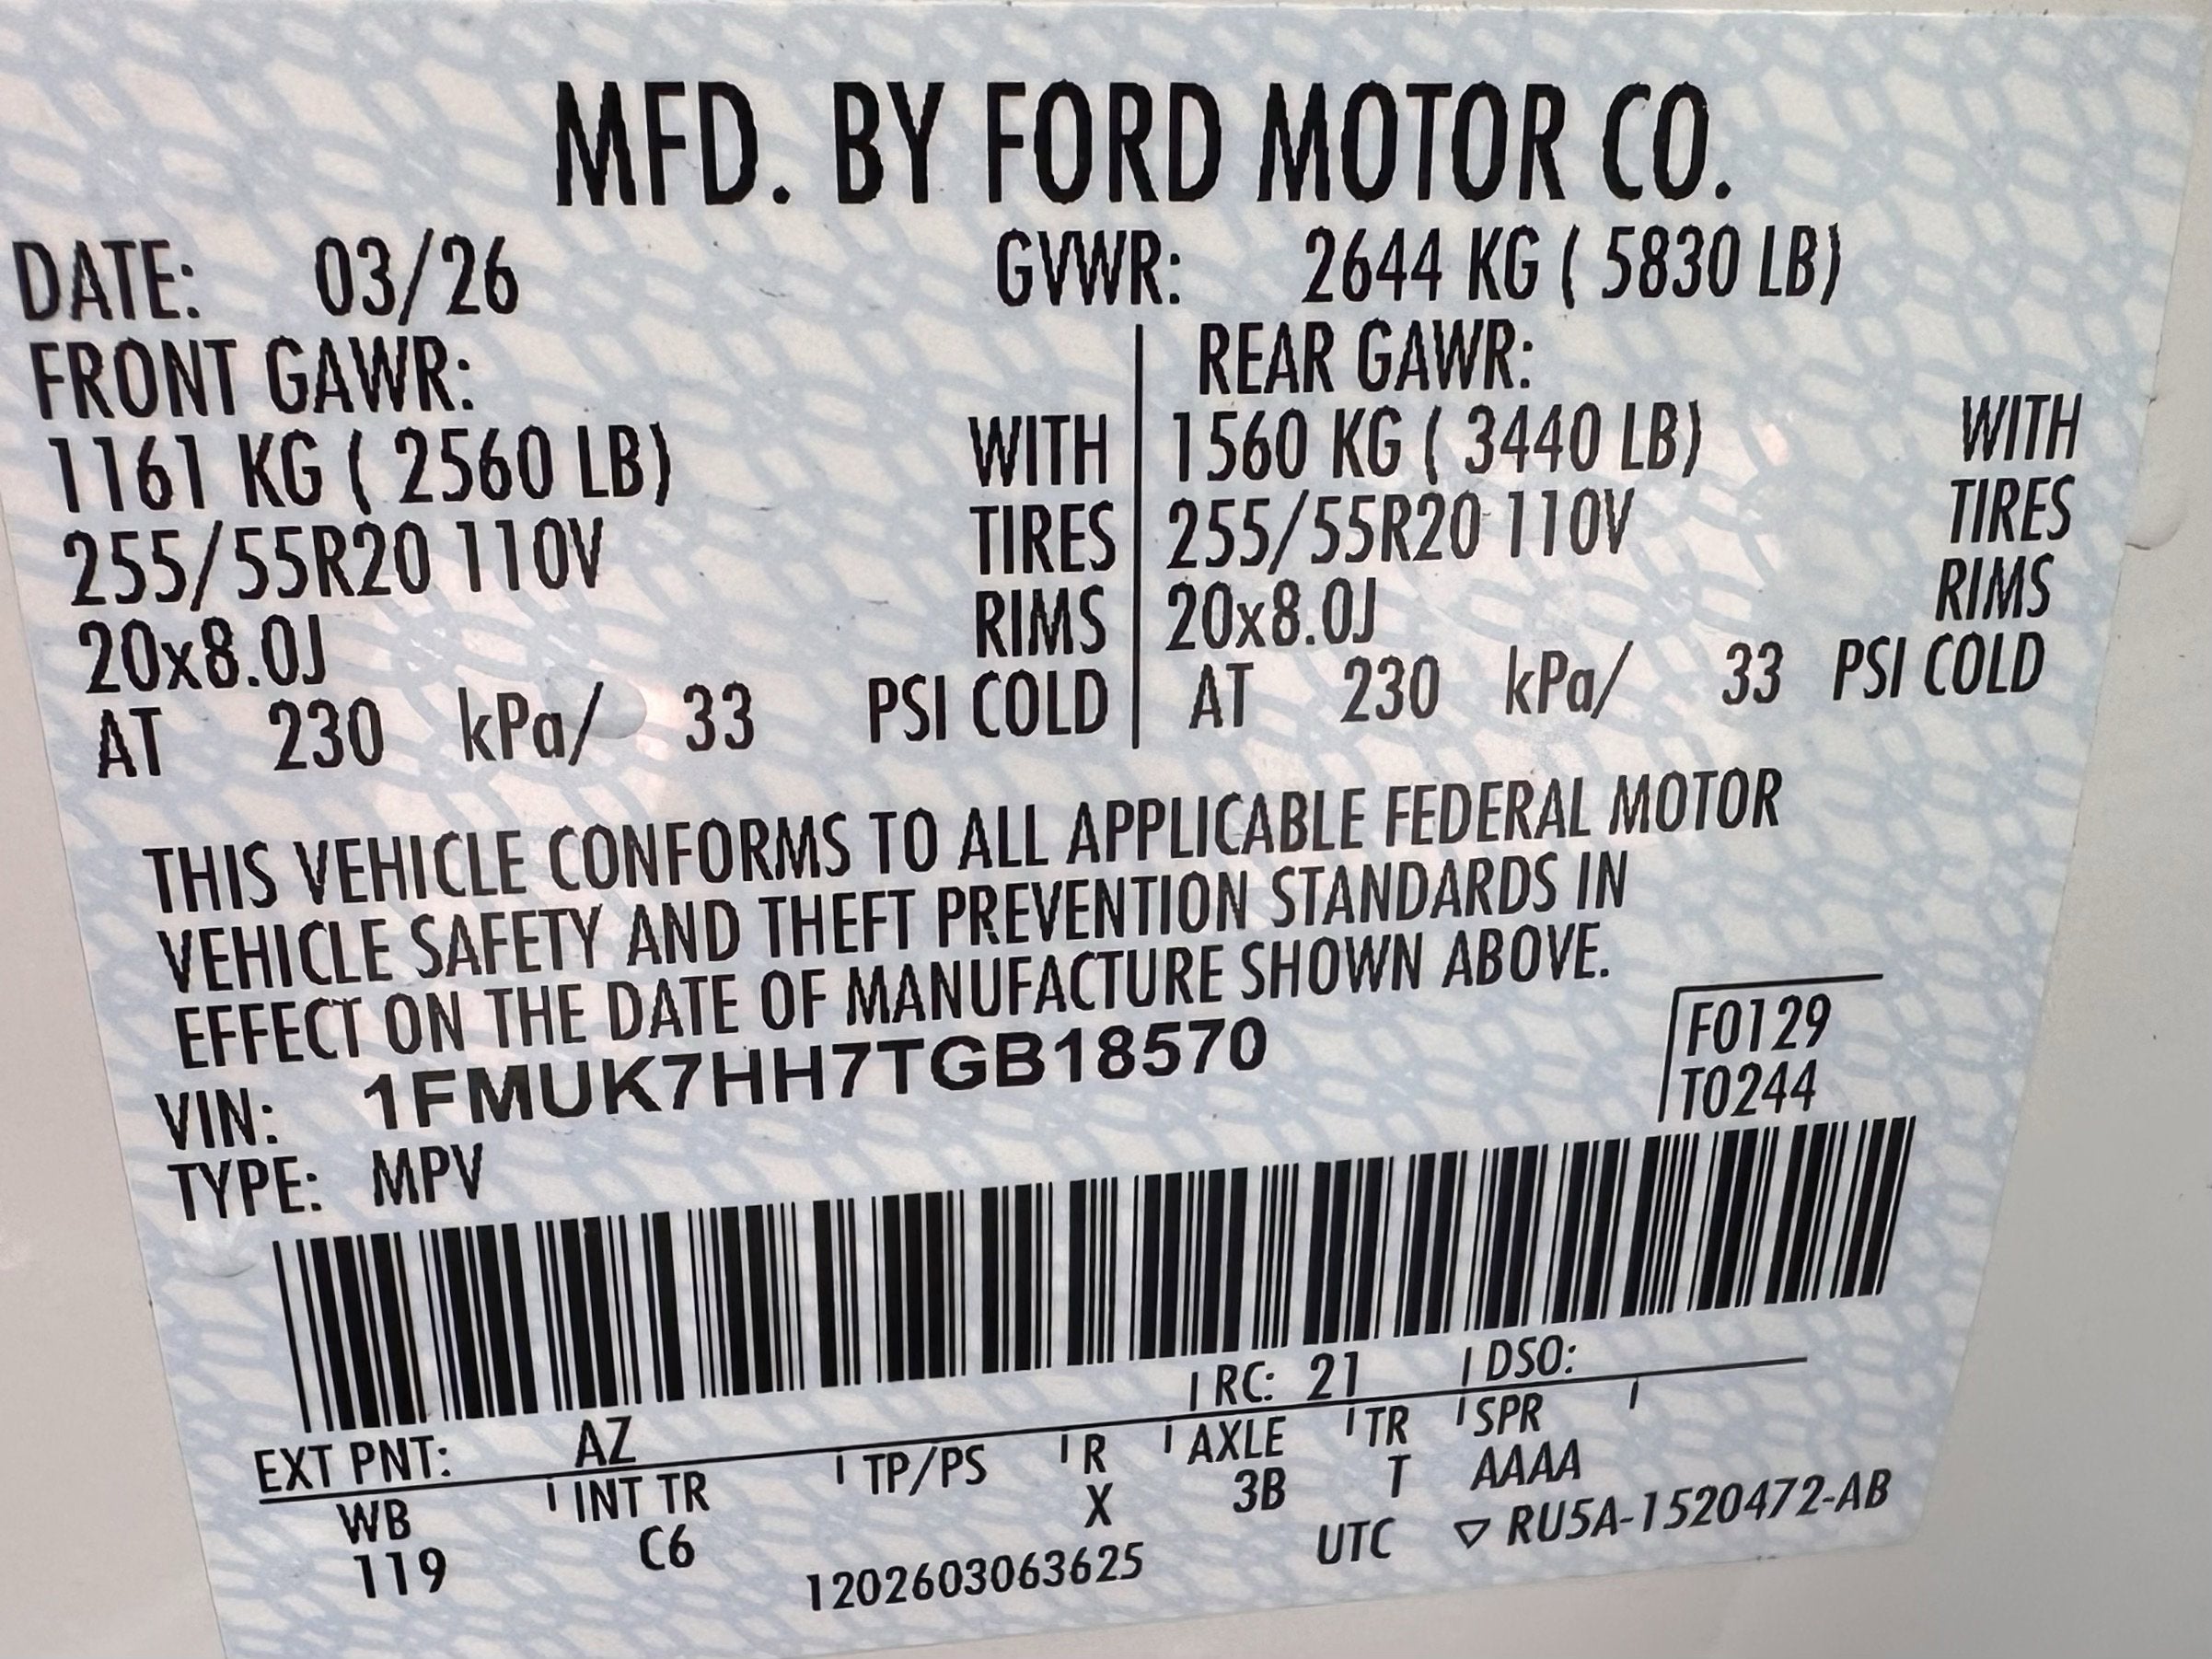 MFD. BY FORD MOTOR CO.
DATE: 03/26 GVWR: 2644 KG ( 5830 LB)
FRONT GAWR: REAR GAWR:
1161 KG ( 2560 LB) WITH 1560 KG ( 3440 LB) WITH
255/55R20 110V TIRES 255/55R20 110V TIRES
20x8.0J RIMS 20x8.0J RIMS
AT 230 kPa/ 33 PSI COLD AT 230 kPa/ 33 PSI COLD
THIS VEHICLE CONFORMS TO ALL APPLICABLE FEDERAL MOTOR
VEHICLE SAFETY AND THEFT PREVENTION STANDARDS IN
EFFECT ON THE DATE OF MANUFACTURE SHOWN ABOVE.
VIN: 1FMUK7HH7TGB18570 F0129
TYPE: MPV T0244
EXT PNT: AZ RC: 21 DSO:
WB INT TR TP/PS R AXLE TR SPR
119 C6 X 3B T AAAA
1202603063625 UTC ▽ RU5A-1520472-AB